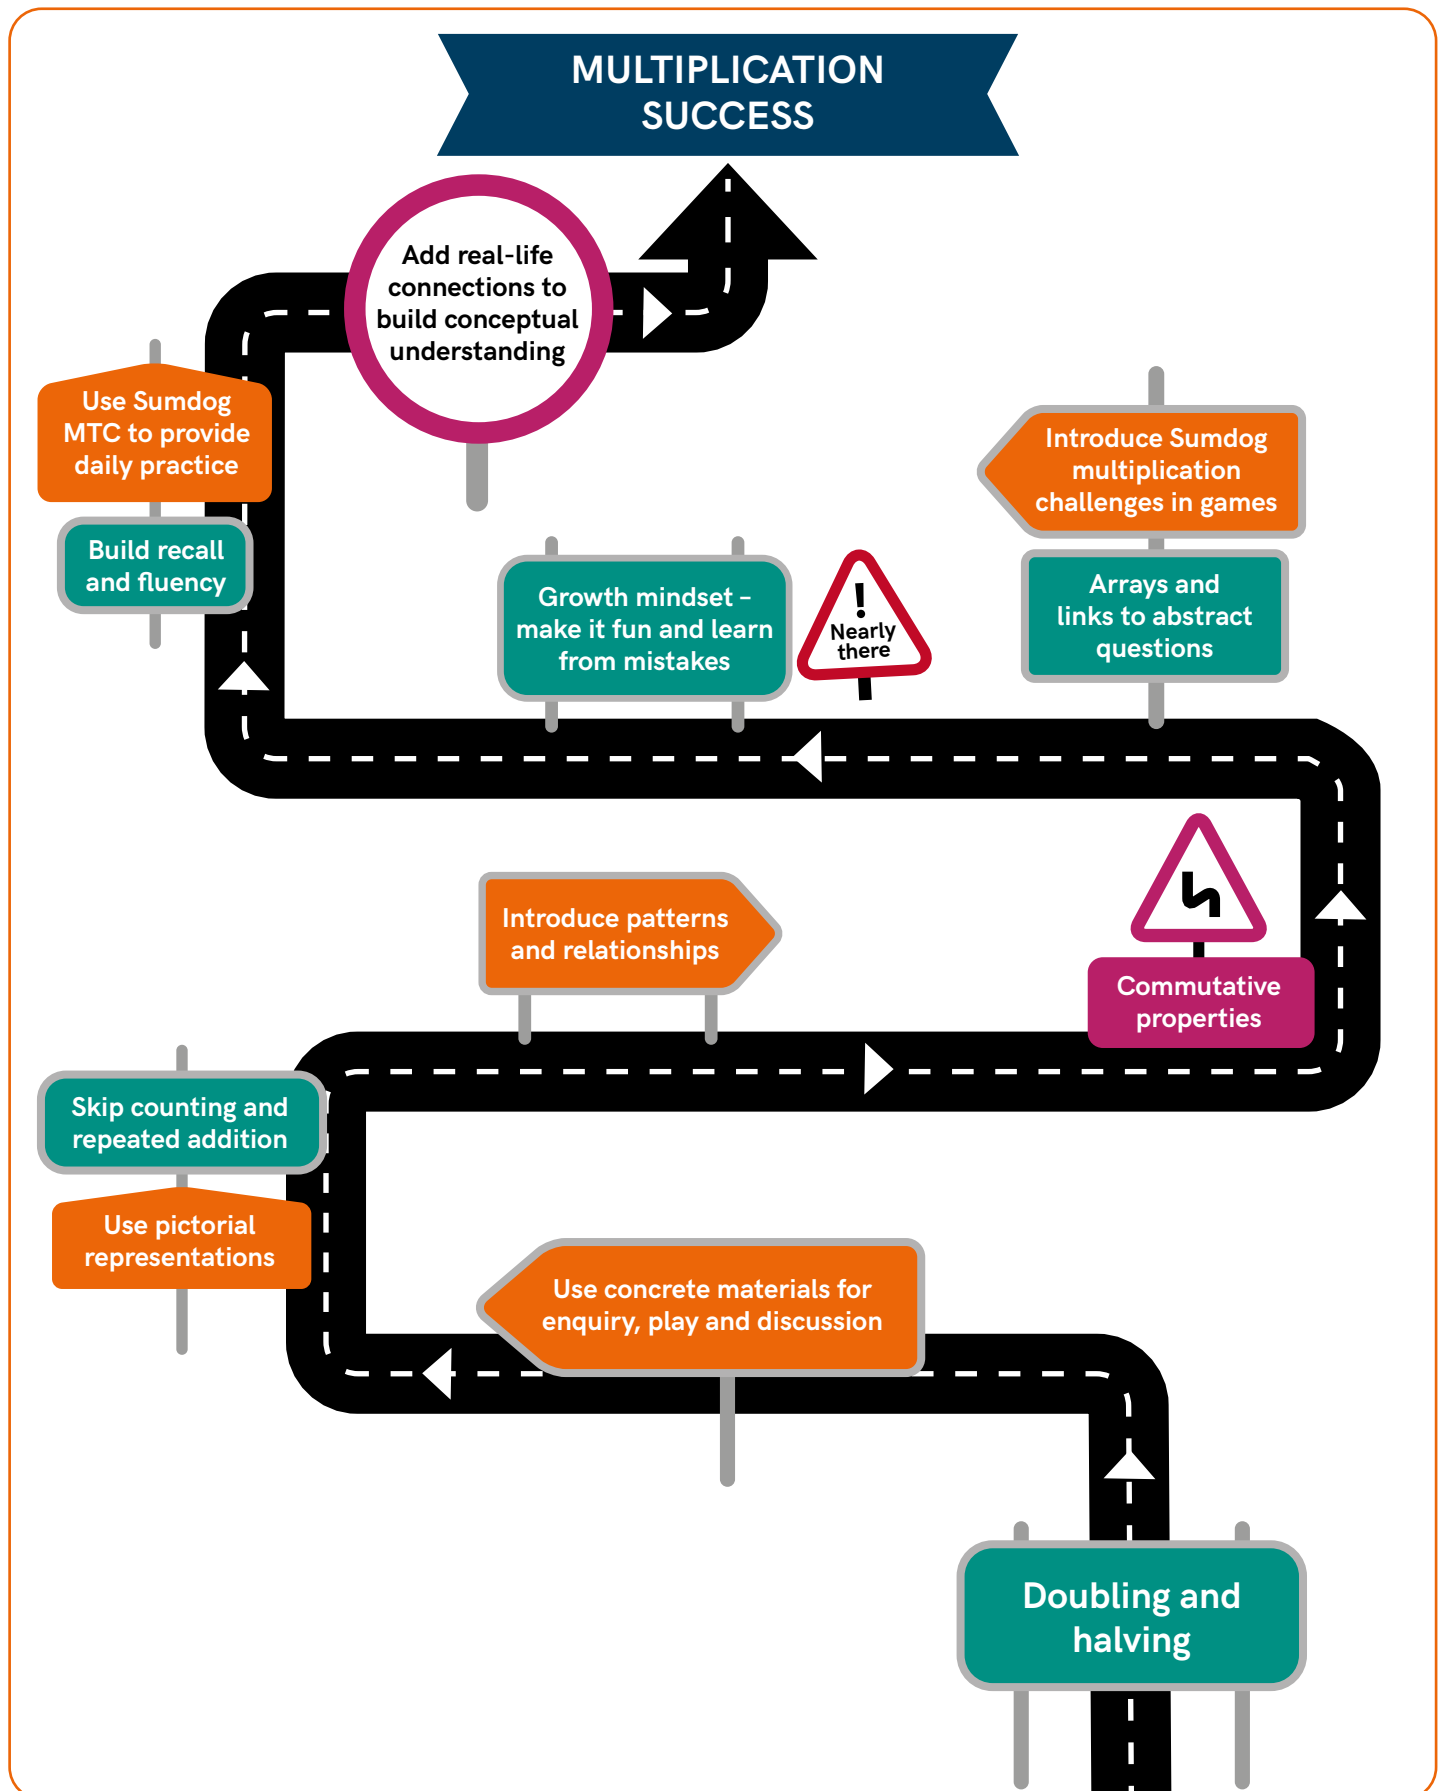 MULTIPLICATION
SUCCESS
Add real-life
connections to
build conceptual
understanding
Use Sumdog
MTC to provide
daily practice
Build recall
and fluency
Introduce Sumdog
multiplication
challenges in games
Arrays and
links to abstract
questions
Growth mindset –
make it fun and learn
from mistakes
!
Nearly
there
Introduce patterns
and relationships
Commutative
properties
Skip counting and
repeated addition
Use pictorial
representations
Use concrete materials for
enquiry, play and discussion
Doubling and
halving